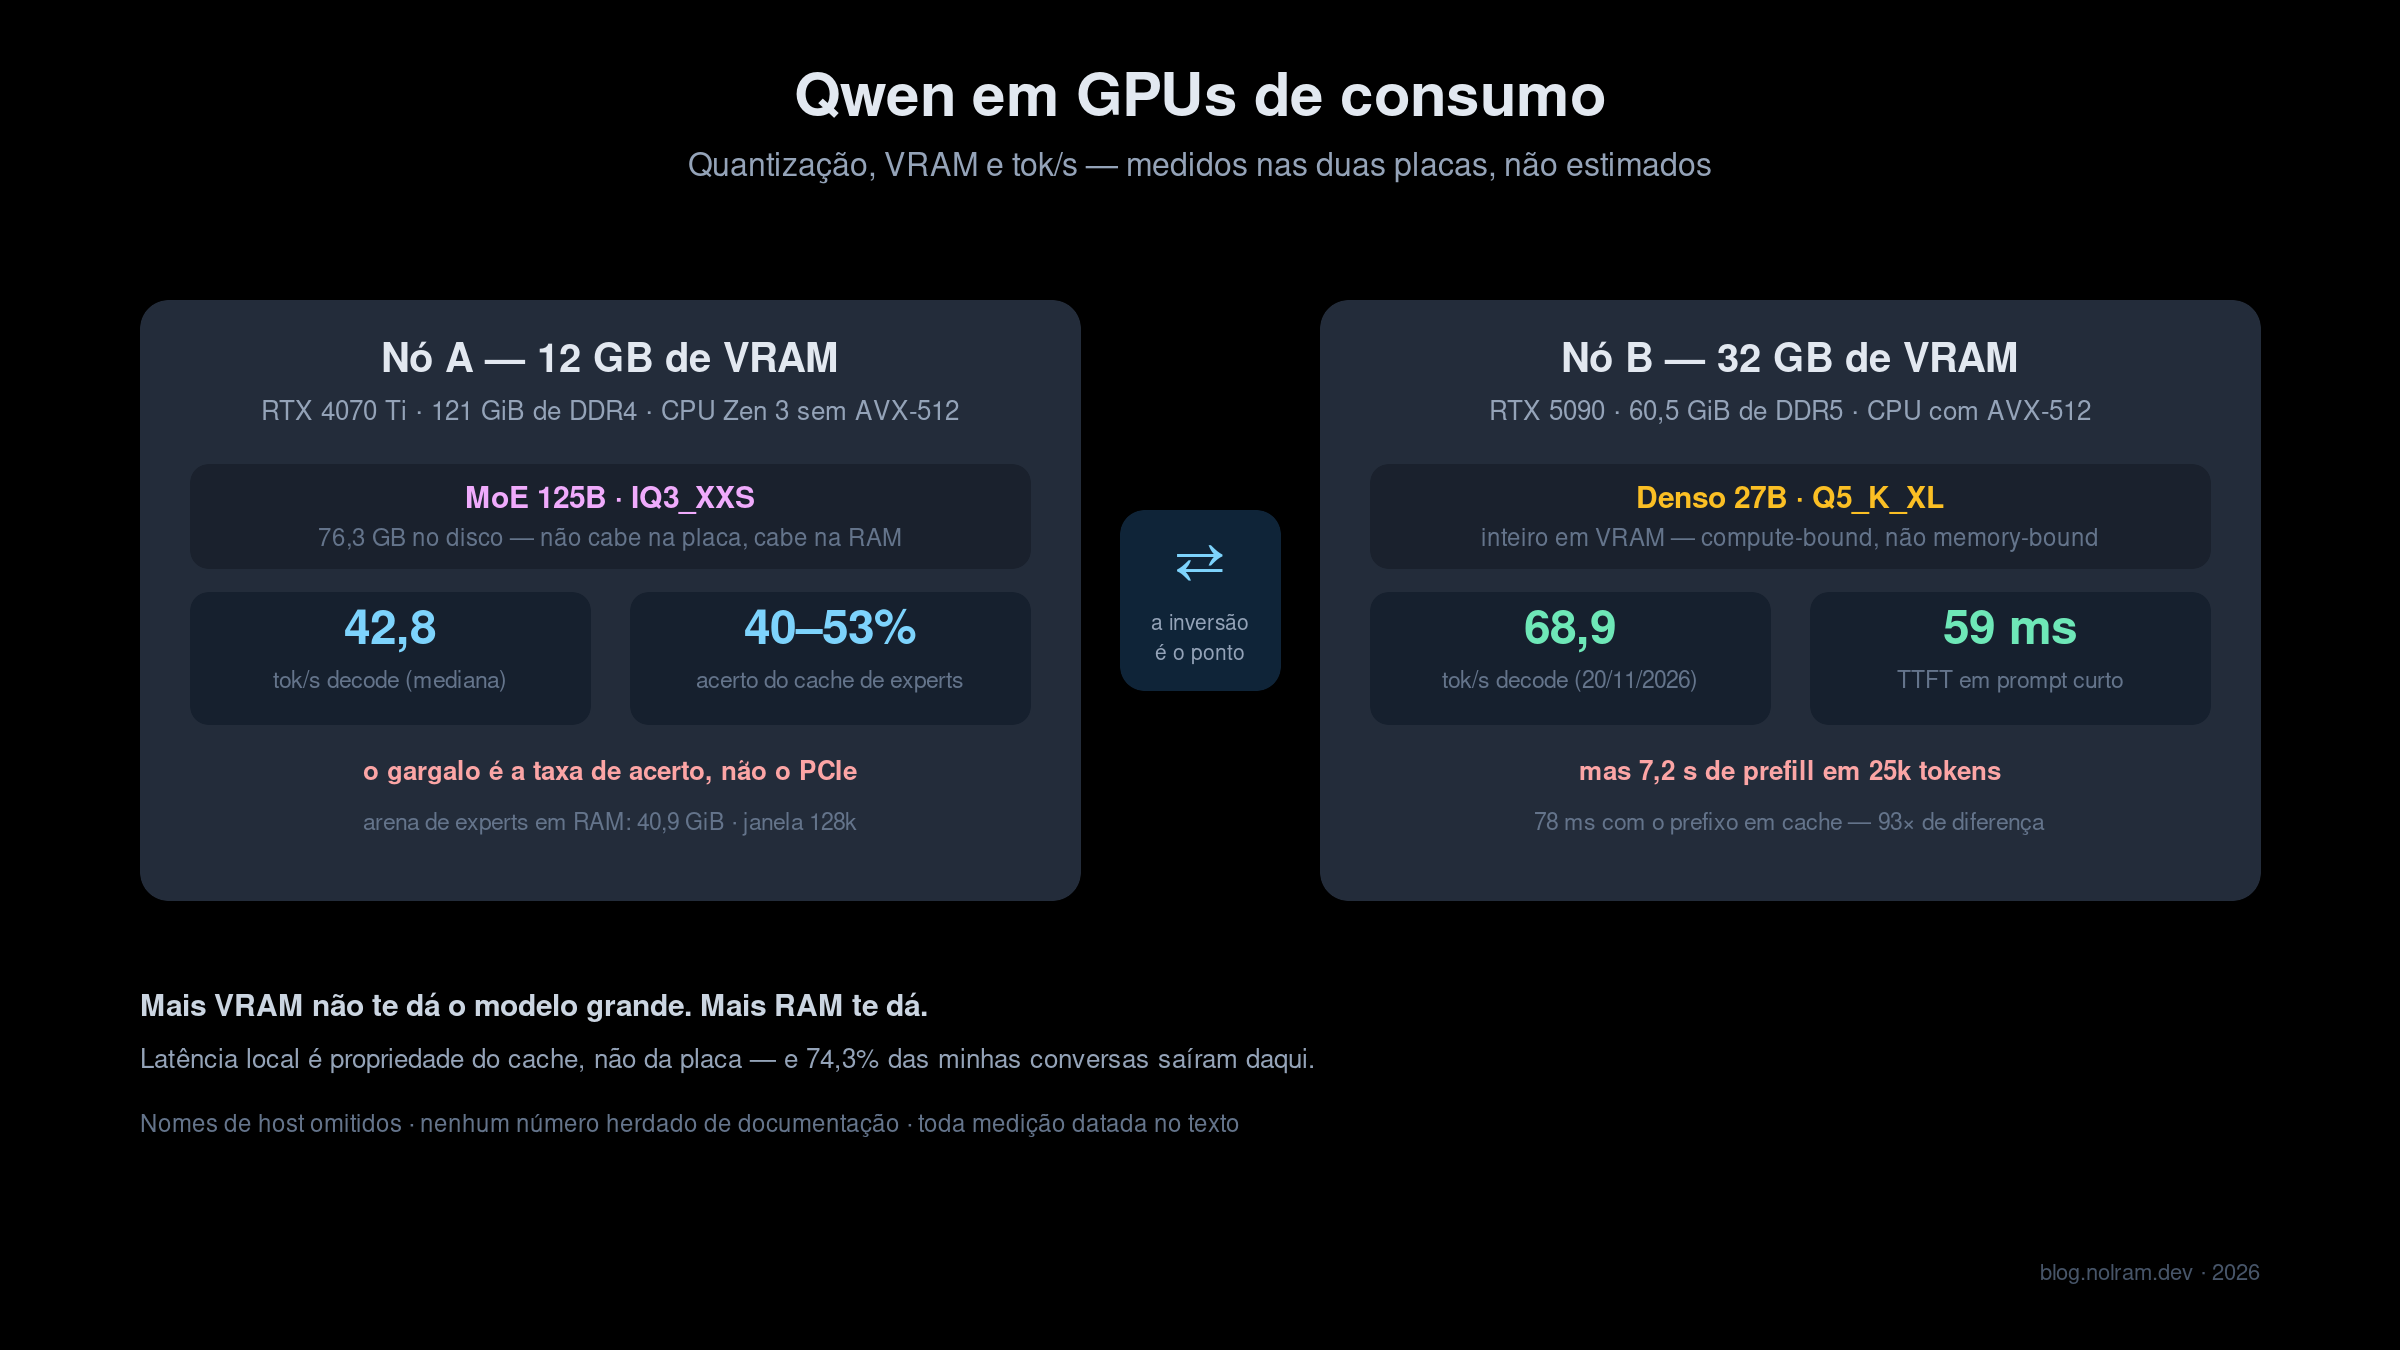 Qwen em GPUs de consumo
Quantização, VRAM e tok/s — medidos nas duas placas, não estimados
Nó A — 12 GB de VRAM
RTX 4070 Ti · 121 GiB de DDR4 · CPU Zen 3 sem AVX-512
MoE 125B · IQ3_XXS
76,3 GB no disco — não cabe na placa, cabe na RAM
42,8
tok/s decode (mediana)
40–53%
acerto do cache de experts
o gargalo é a taxa de acerto, não o PCIe
arena de experts em RAM: 40,9 GiB · janela 128k
⇄
a inversão
é o ponto
Nó B — 32 GB de VRAM
RTX 5090 · 60,5 GiB de DDR5 · CPU com AVX-512
Denso 27B · Q5_K_XL
inteiro em VRAM — compute-bound, não memory-bound
68,9
tok/s decode (20/11/2026)
59 ms
TTFT em prompt curto
mas 7,2 s de prefill em 25k tokens
78 ms com o prefixo em cache — 93× de diferença
Mais VRAM não te dá o modelo grande. Mais RAM te dá.
Latência local é propriedade do cache, não da placa — e 74,3% das minhas conversas saíram daqui.
Nomes de host omitidos · nenhum número herdado de documentação · toda medição datada no texto
blog.nolram.dev · 2026